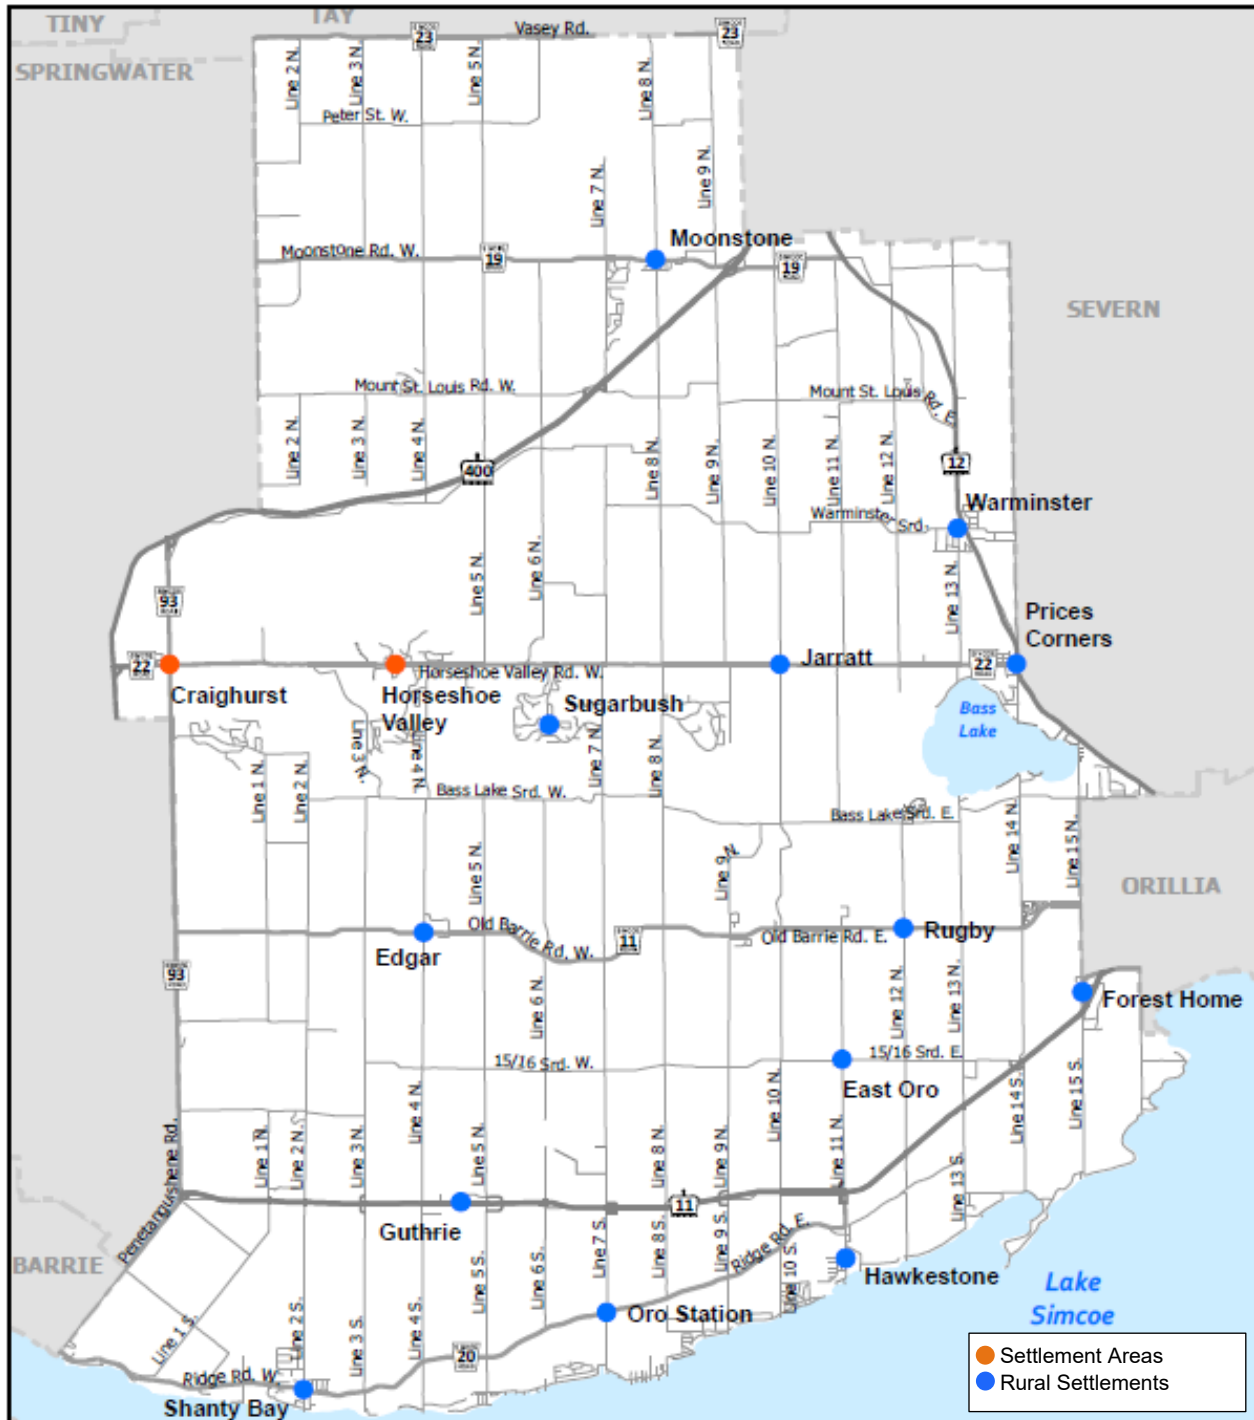 TINY
TAY
SPRINGWATER
23
Vasey Rd.
23
Line 2 N.
Line 3 N.
Line 5 N.
Line 8 N.
Peter St. W.
Line 7 N.
Line 9 N.
Moonstone
Moonstone Rd. W.
19
19
SEVERN
Mount St. Louis Rd. W.
Mount St. Louis Rd. E.
Line 2 N.
Line 3 N.
Line 4 N.
Line 8 N.
Line 9 N.
Line 10 N.
Line 11 N.
Line 12 N.
400
12
Warminster
Warminster Srd.
Line 5 N.
Line 6 N.
Line 13 N.
93
Prices
Corners
22
Jarratt
22
Horseshoe Valley Rd. W.
Craighurst
Horseshoe
Valley
Sugarbush
Bass
Lake
Line 3 N.
Line 4 N.
Line 7 N.
Line 8 N.
Line 1 N.
Line 2 N.
Bass Lake Srd. W.
Bass Lake Srd. E.
Line 14 N.
Line 15 N.
Line 5 N.
Line 9 N.
ORILLIA
Old Barrie Rd. W.
11
Old Barrie Rd. E.
Rugby
Edgar
93
Line 6 N.
Line 12 N.
Line 13 N.
Forest Home
15/16 Srd. W.
15/16 Srd. E.
East Oro
Line 4 N.
Line 10 N.
Line 14 S.
Line 15 S.
Penetanguishene Rd.
Line 1 N.
Line 2 N.
Line 3 N.
Line 5 N.
Line 8 N.
Line 9 N.
Line 11 N.
Line 13 S.
11
Guthrie
BARRIE
Line 5 S.
Line 6 S.
Line 7 S.
Line 8 S.
Line 9 S.
Ridge Rd. E.
Line 10 S.
Hawkestone
Lake
Simcoe
Oro Station
Line 1 S.
Line 2 S.
Line 3 S.
Line 4 S.
20
Ridge Rd. W.
Shanty Bay
Settlement Areas
Rural Settlements